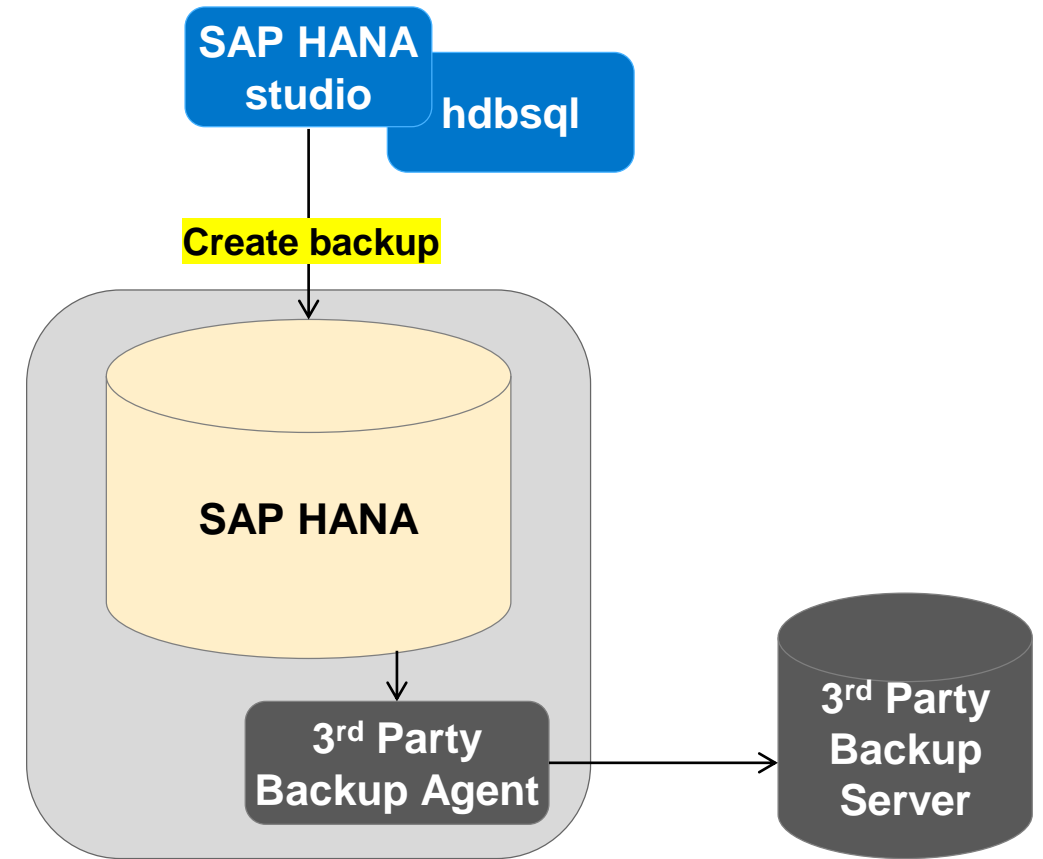 SAP HANA
studio
hdbsql
Create backup
SAP HANA
3rd Party
Backup Agent
3rd Party
Backup
Server